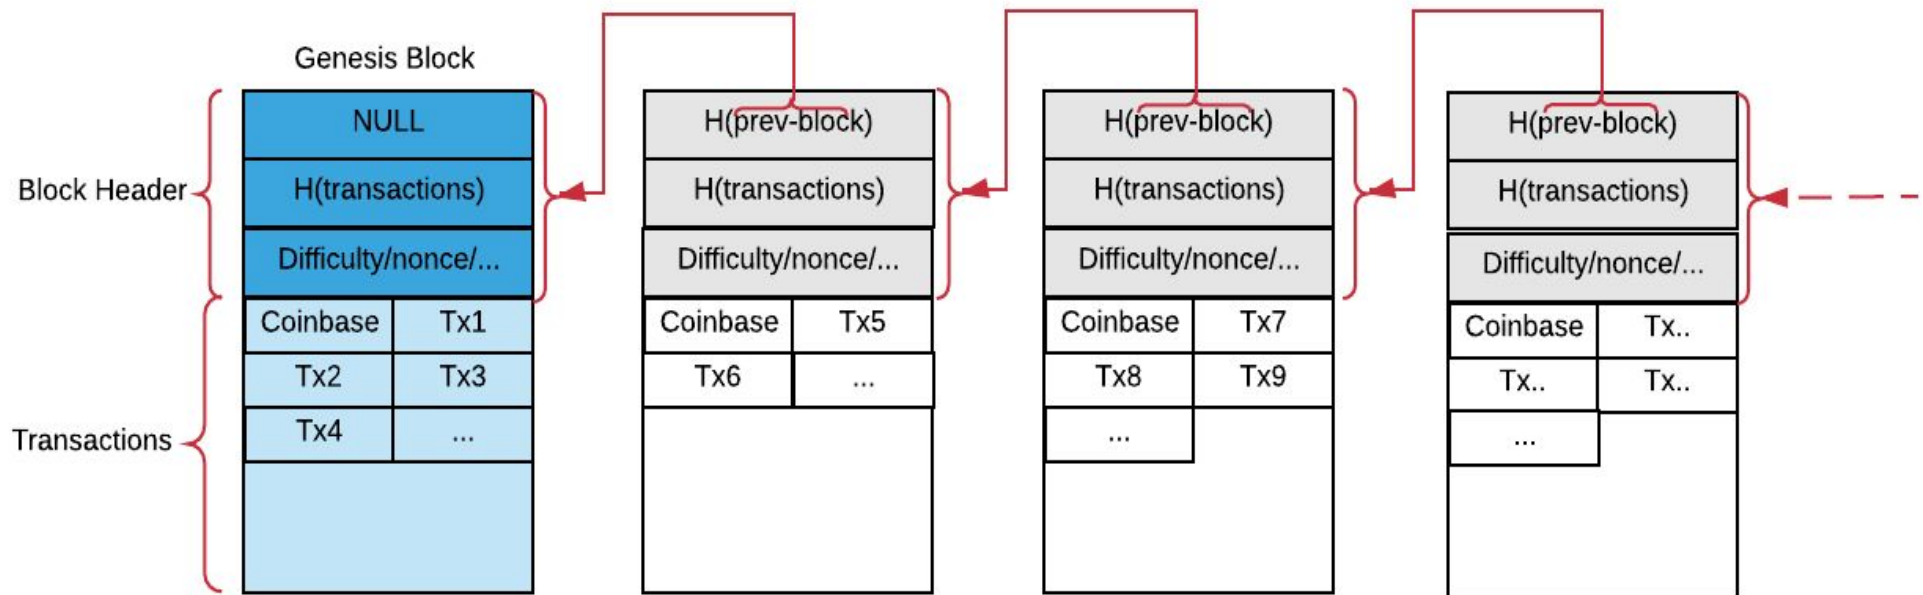 Genesis Block
Block Header
Transactions
NULL
H(transactions)
Difficulty/nonce/...
Coinbase Tx1
Tx2 Tx3
Tx4 ...
H(prev-block)
H(transactions)
Difficulty/nonce/...
Coinbase Tx5
Tx6 ...
H(prev-block)
H(transactions)
Difficulty/nonce/...
Coinbase Tx7
Tx8 Tx9
...
H(prev-block)
H(transactions)
Difficulty/nonce/...
Coinbase Tx..
Tx.. Tx..
...